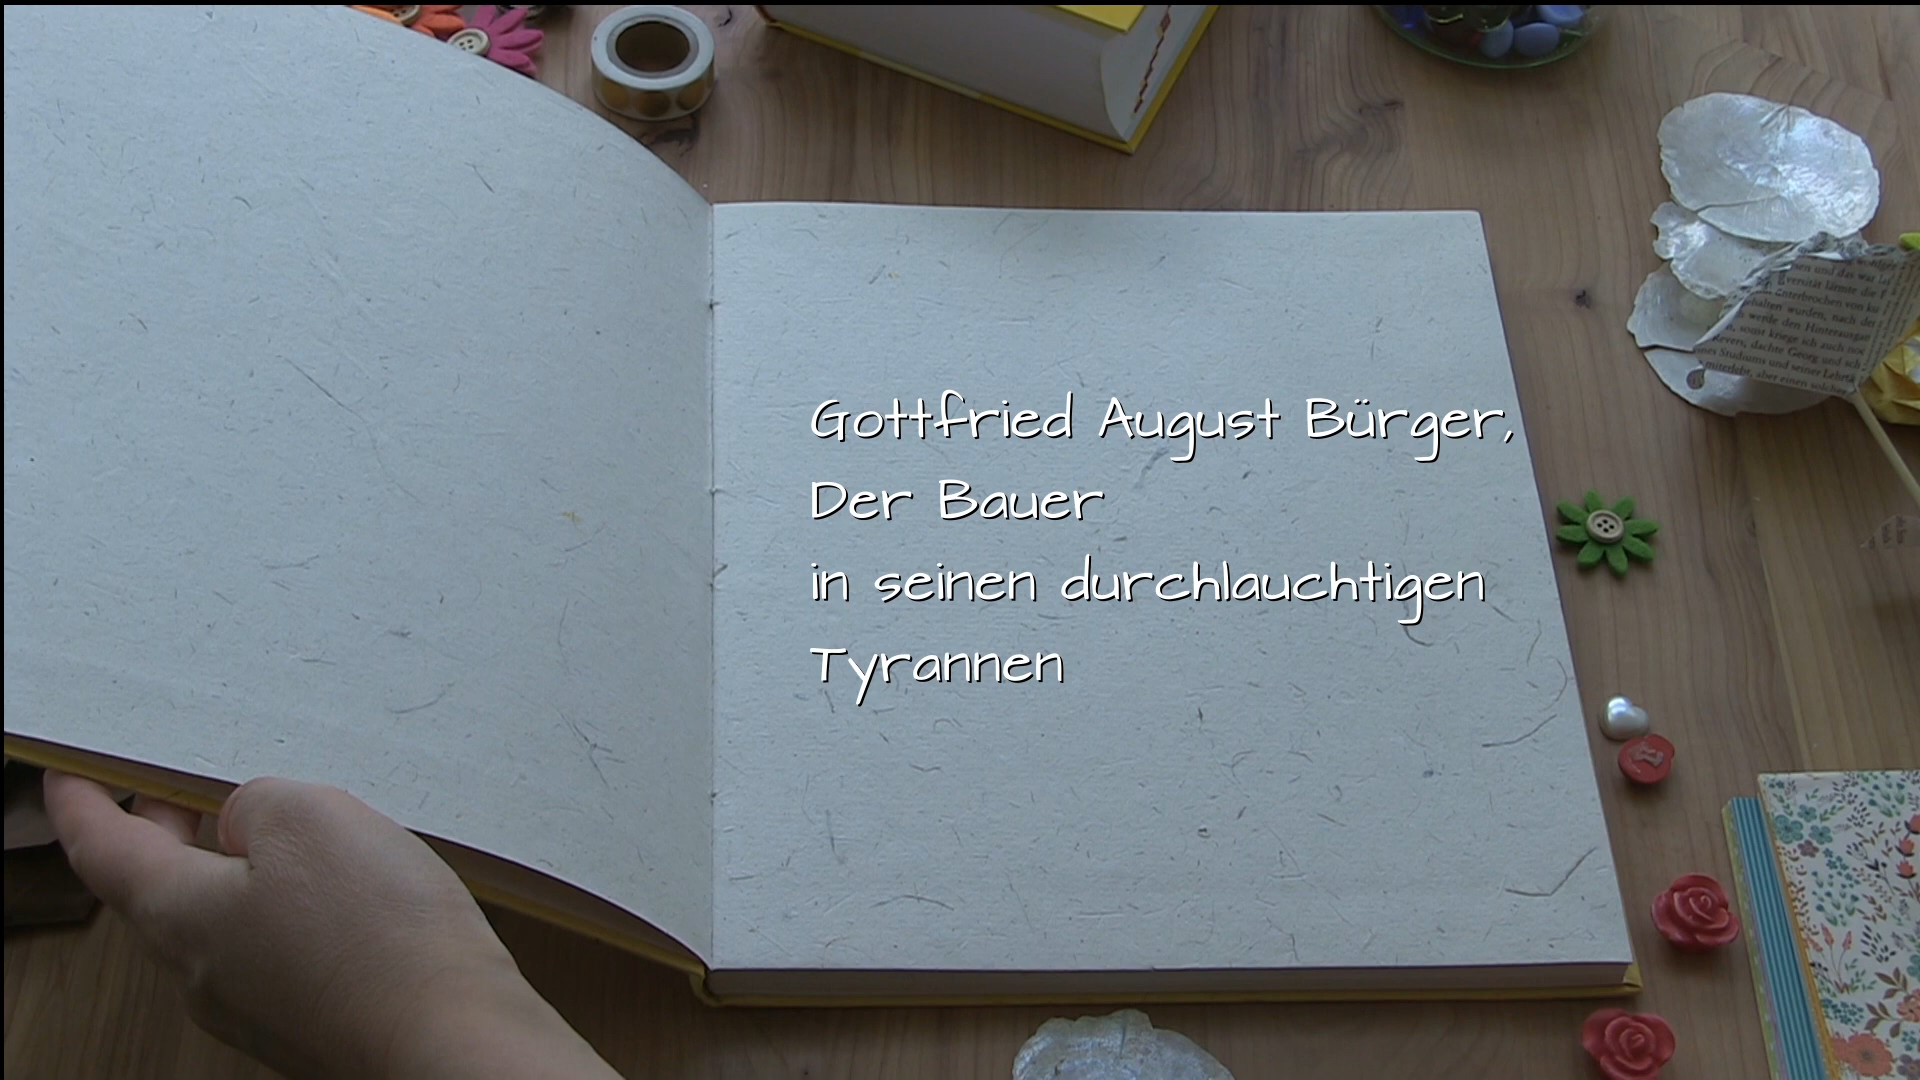 Gottfried August Bürger,
Der Bauer
in seinen durchlauchtigen
Tyrannen